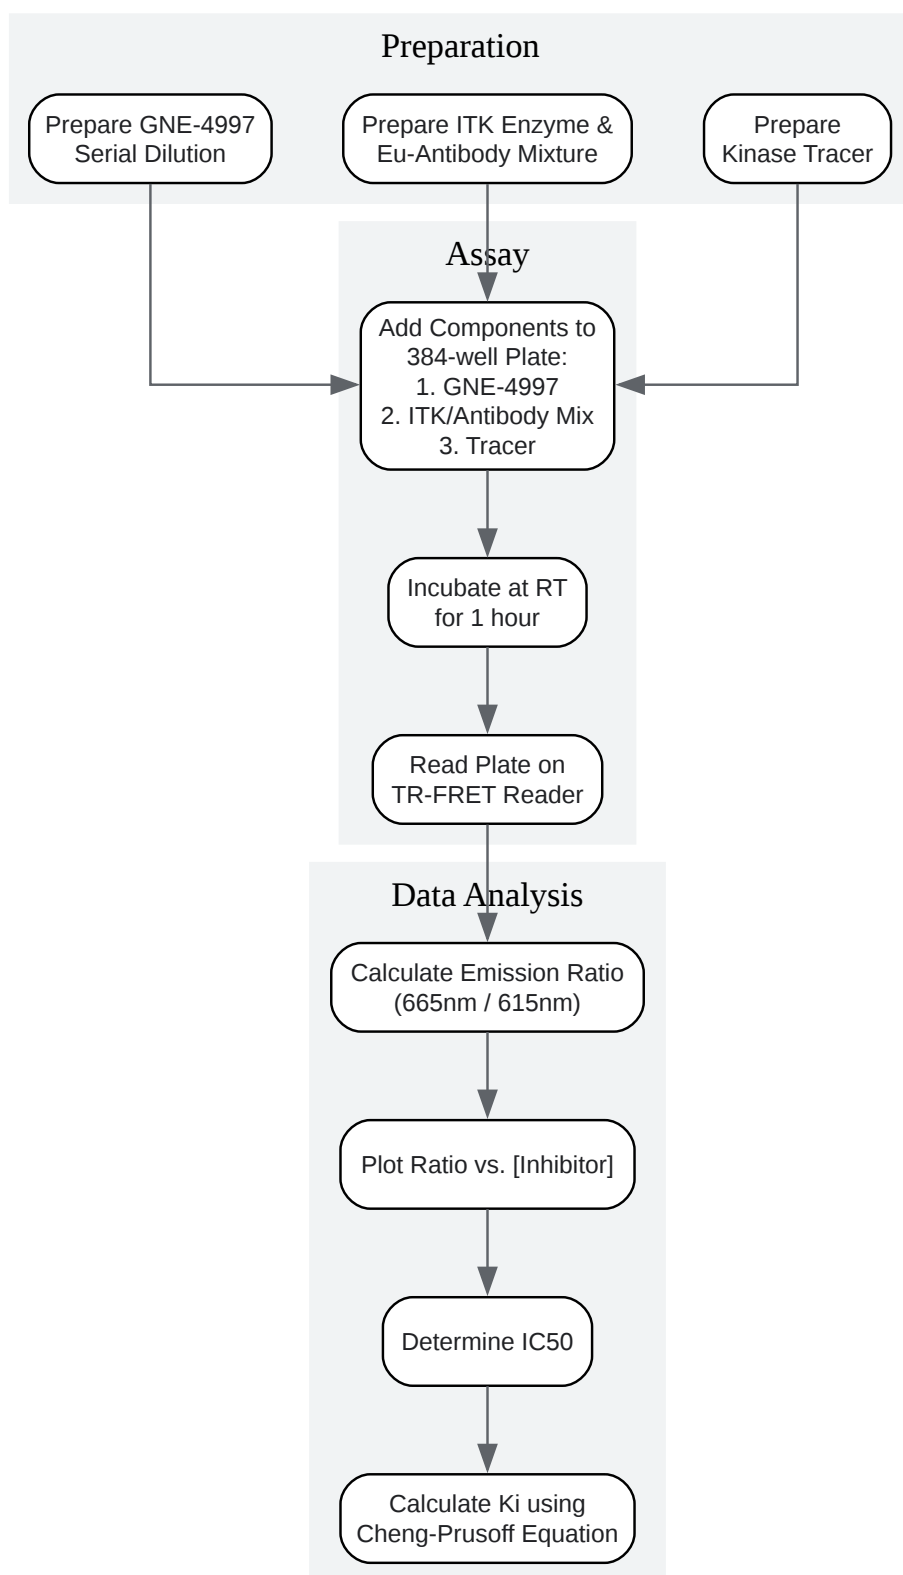 Preparation
Prepare GNE-4997
Serial Dilution
Prepare ITK Enzyme &
Eu-Antibody Mixture
Prepare
Kinase Tracer
Assay
Add Components to
384-well Plate:
1. GNE-4997
2. ITK/Antibody Mix
3. Tracer
Incubate at RT
for 1 hour
Read Plate on
TR-FRET Reader
Data Analysis
Calculate Emission Ratio
(665nm / 615nm)
Plot Ratio vs. [Inhibitor]
Determine IC50
Calculate Ki using
Cheng-Prusoff Equation